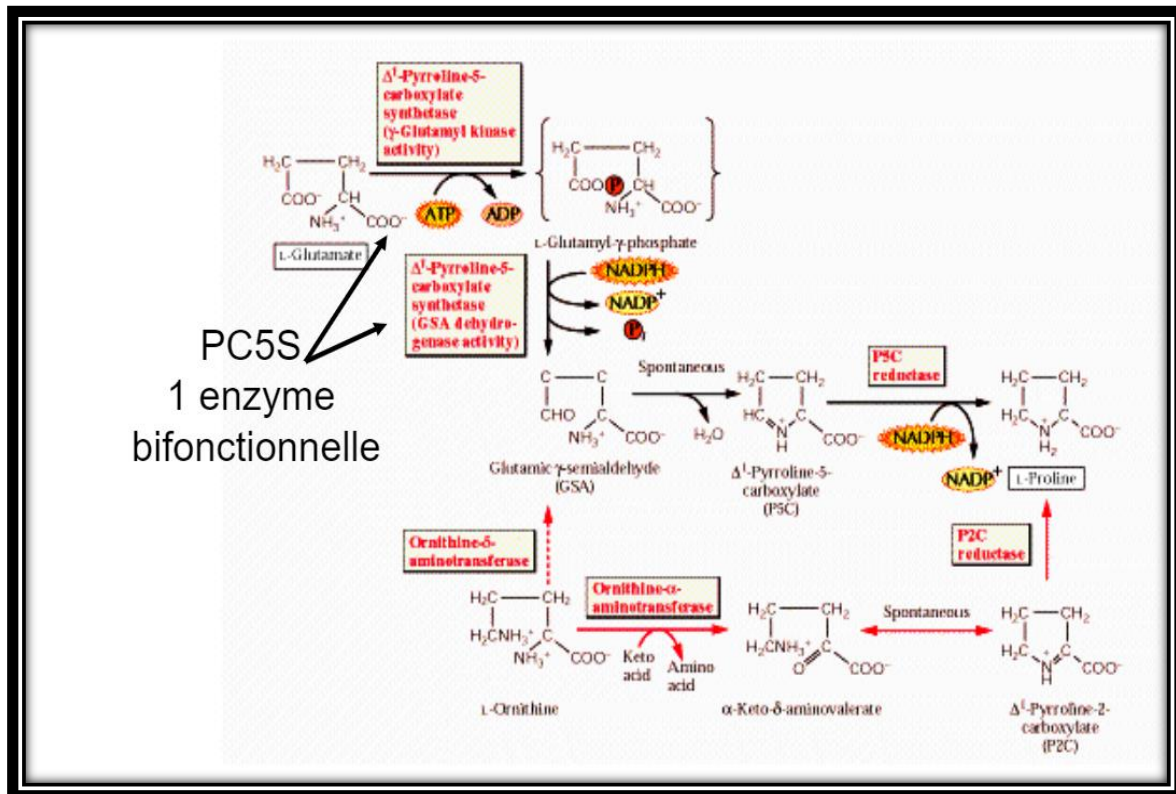 Δ¹-Pyrroline-5-
carboxylate
synthetase
(γ-Glutamyl kinase
activity)
H₂C
CH₂
COO⁻
CH
NH₃⁺
COO⁻
L-Glutamate
ATP
ADP
H₂C
CH₂
COO
P
CH
NH₃⁺
COO⁻
L-Glutamyl-γ-phosphate
Δ¹-Pyrroline-5-
carboxylate
synthetase
(GSA dehydro-
genase activity)
NADPH
NADP⁺
Pᵢ
PC5S
1 enzyme
bifonctionnelle
C
C
CHO
C
NH₃⁺
COO⁻
Glutamic-γ-semialdehyde
(GSA)
Spontaneous
H₂O
H₂C
CH₂
HC
C
N⁺
H
COO⁻
Δ¹-Pyrroline-5-
carboxylate
(P5C)
P5C
reductase
NADPH
NADP⁺
H₂C
CH₂
H₂C
C
N⁺
H₂
COO⁻
L-Proline
Ornithine-δ-
aminotransferase
P2C
reductase
H₂C
CH₂
H₂CNH₃⁺
C
NH₃⁺
COO⁻
L-Ornithine
Ornithine-α-
aminotransferase
Keto
acid
Amino
acid
H₂C
CH₂
H₂CNH₃⁺
C
O
COO⁻
α-Keto-δ-aminovalerate
Spontaneous
H₂C
CH₂
H₂C
C
N⁺
H
COO⁻
Δ¹-Pyrroline-2-
carboxylate
(P2C)